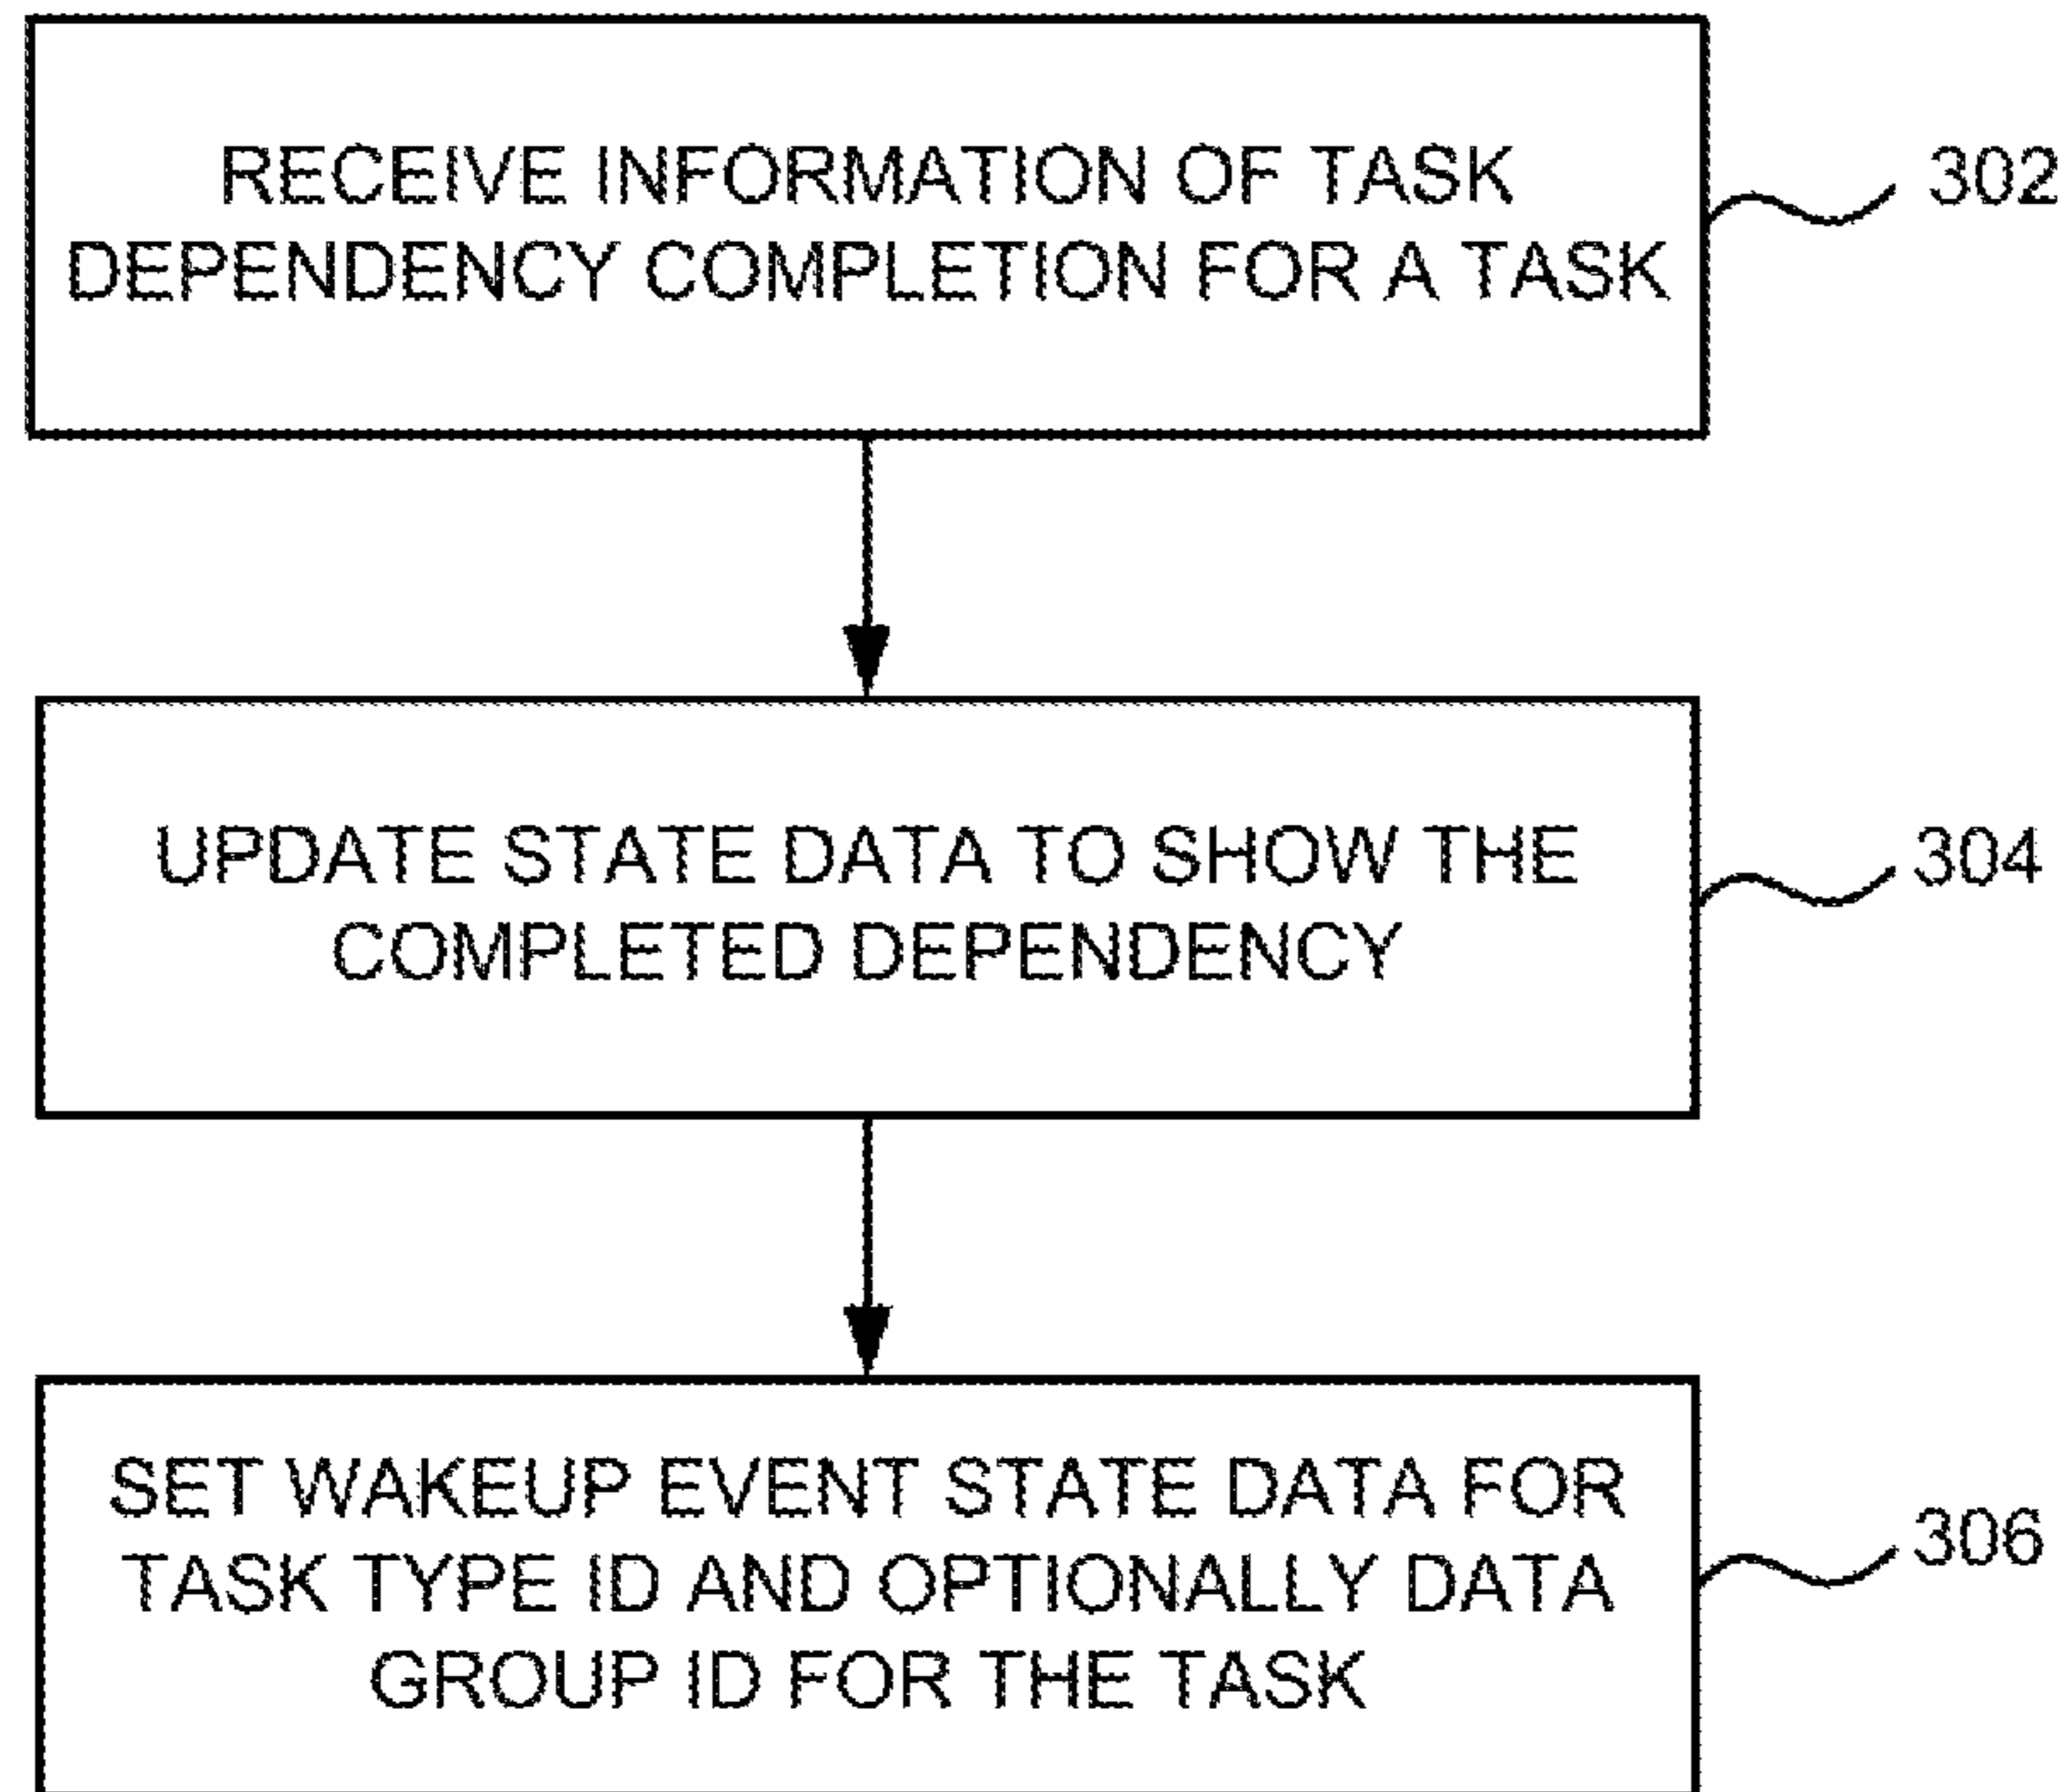 RECEIVE INFORMATION OF TASK
DEPENDENCY COMPLETION FOR A TASK
302
UPDATE STATE DATA TO SHOW THE
COMPLETED DEPENDENCY
304
SET WAKEUP EVENT STATE DATA FOR
TASK TYPE ID AND OPTIONALLY DATA
GROUP ID FOR THE TASK
306